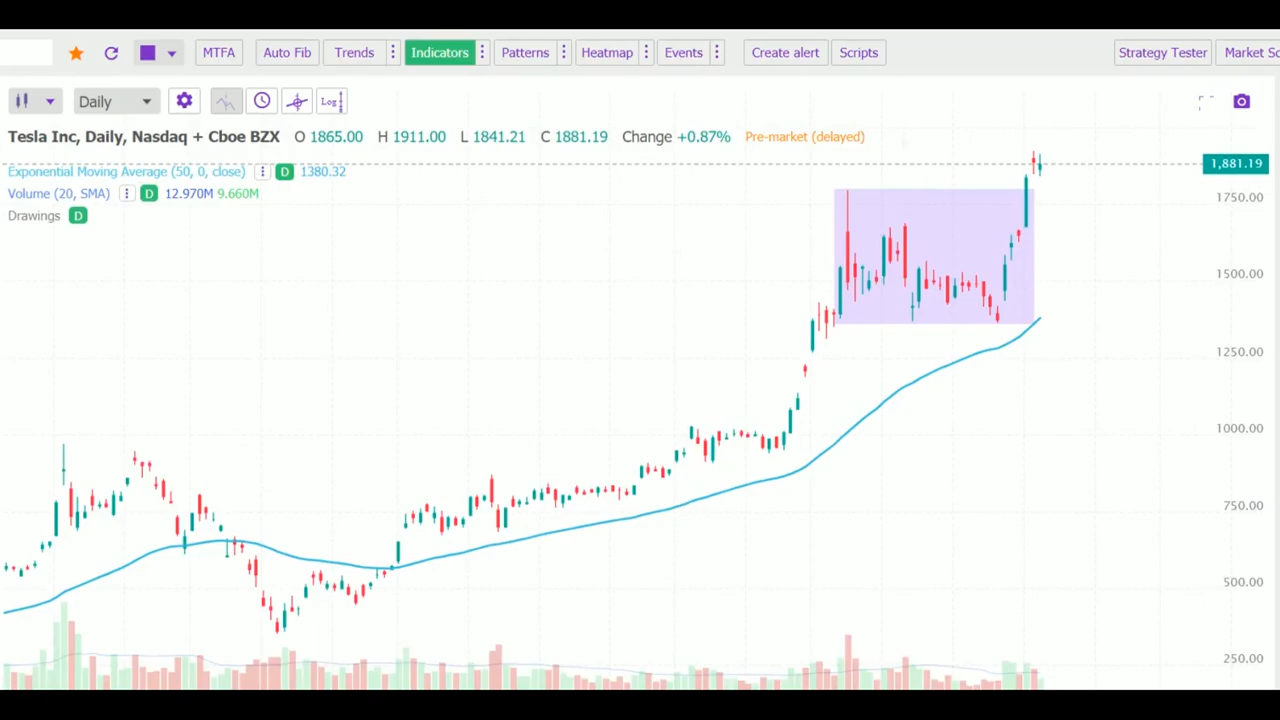 MTFA Auto Fib Trends Indicators Patterns Heatmap Events Create alert Scripts Strategy Tester Market Sc
Daily Log
Tesla Inc, Daily, Nasdaq + Cboe BZX O 1865.00 H 1911.00 L 1841.21 C 1881.19 Change +0.87% Pre-market (delayed)
1,881.19
Exponential Moving Average (50, 0, close) D 1380.32
Volume (20, SMA) D 12.970M 9.660M
1750.00
Drawings D
1500.00
1250.00
1000.00
750.00
500.00
250.00